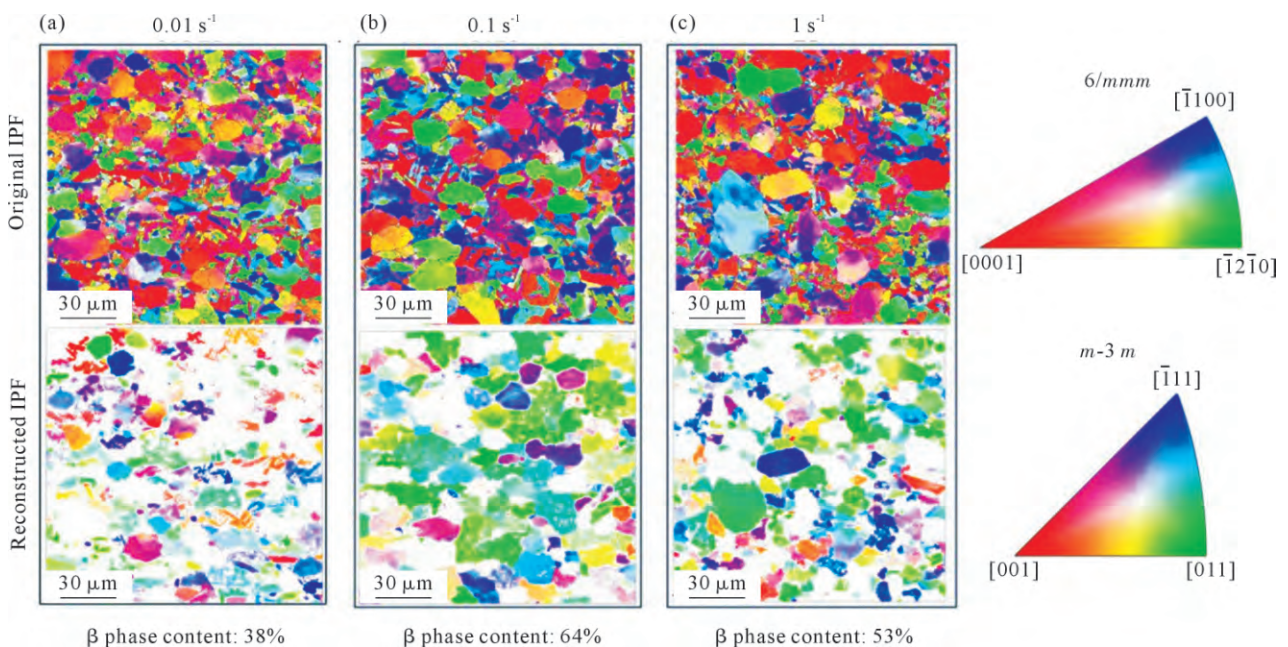 (a) 0.01 s⁻¹ (b) 0.1 s⁻¹ (c) 1 s⁻¹
Original IPF
30 μm 30 μm 30 μm
6/mmm
[1̄100]
[0001] [1̄21̄0]
Reconstructed IPF
30 μm 30 μm 30 μm
m-3 m
[1̄11]
[001] [011]
β phase content: 38% β phase content: 64% β phase content: 53%